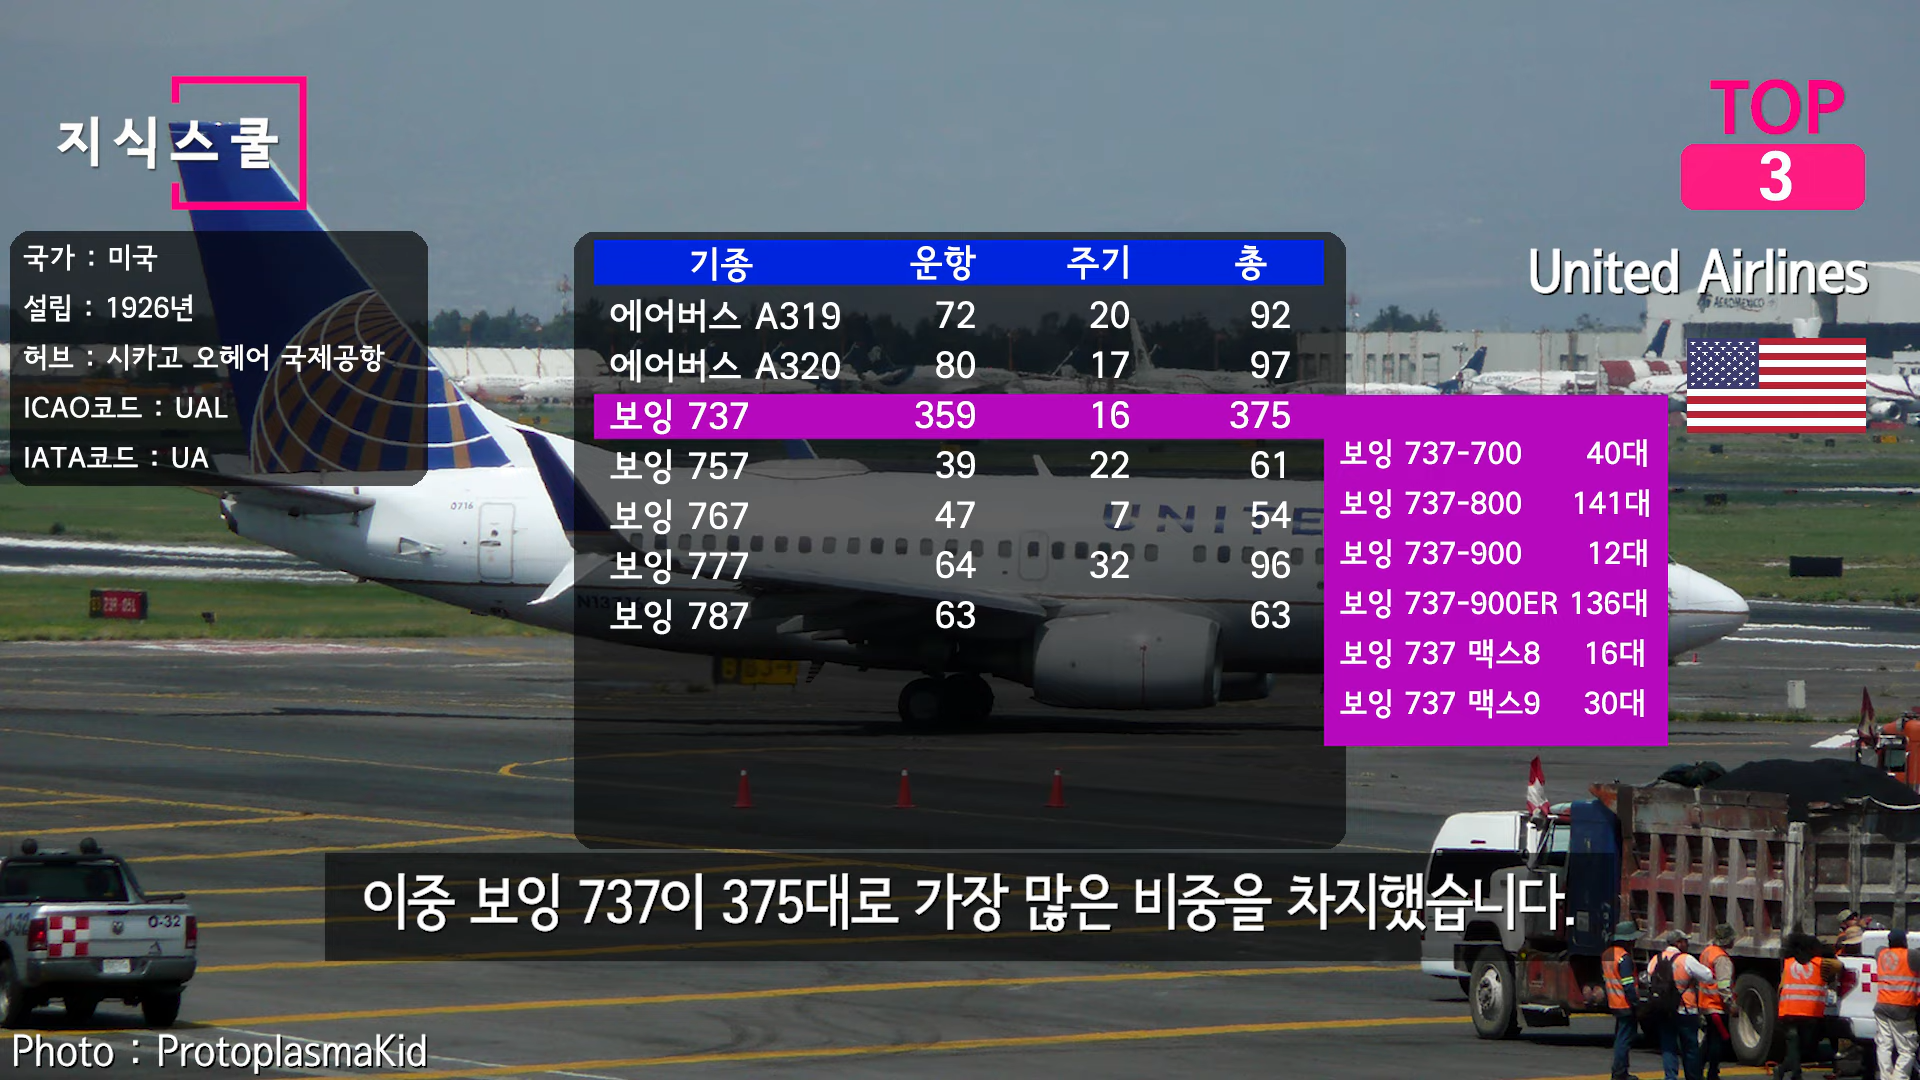 지식스쿨
TOP
3
United Airlines
국가 : 미국
설립 : 1926년
허브 : 시카고 오헤어 국제공항
ICAO코드 : UAL
IATA코드 : UA
기종 운항 주기 총
에어버스 A319 72 20 92
에어버스 A320 80 17 97
보잉 737 359 16 375
보잉 757 39 22 61
보잉 767 47 7 54
보잉 777 64 32 96
보잉 787 63 63
보잉 737-700 40대
보잉 737-800 141대
보잉 737-900 12대
보잉 737-900ER 136대
보잉 737 맥스8 16대
보잉 737 맥스9 30대
AEROMEXICO
0716
UNITE
0-32
이중 보잉 737이 375대로 가장 많은 비중을 차지했습니다.
Photo : ProtoplasmaKid